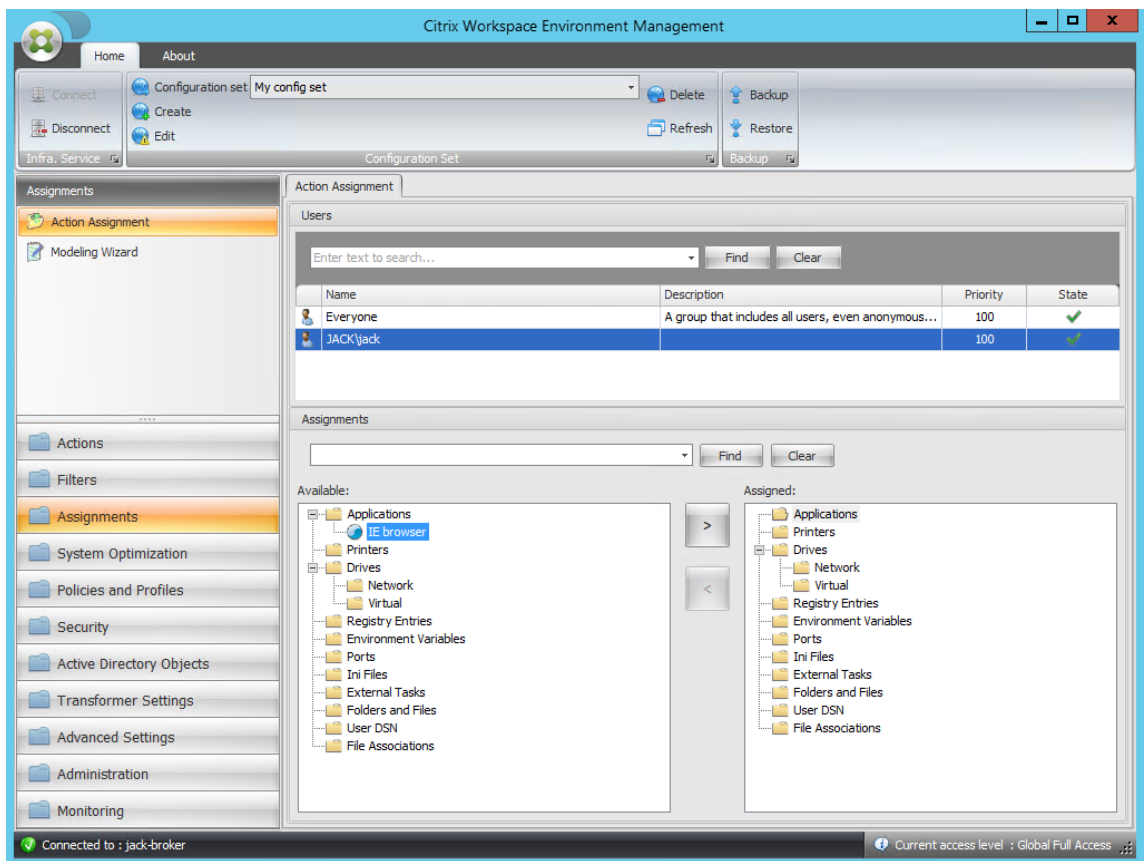 Citrix Workspace Environment Management
Home About
Connect
Disconnect
Infra. Service
Configuration set My config set
Create
Edit
Delete
Refresh
Configuration Set
Backup
Restore
Backup
Assignments
Action Assignment
Modeling Wizard
Actions
Filters
Assignments
System Optimization
Policies and Profiles
Security
Active Directory Objects
Transformer Settings
Advanced Settings
Administration
Monitoring
Action Assignment
Users
Enter text to search... Find Clear
Name Description Priority State
Everyone A group that includes all users, even anonymous... 100
JACK\jack 100
Assignments
Find Clear
Available:
Applications
IE browser
Printers
Drives
Network
Virtual
Registry Entries
Environment Variables
Ports
Ini Files
External Tasks
Folders and Files
User DSN
File Associations
>
<
Assigned:
Applications
Printers
Drives
Network
Virtual
Registry Entries
Environment Variables
Ports
Ini Files
External Tasks
Folders and Files
User DSN
File Associations
Connected to : jack-broker
Current access level : Global Full Access